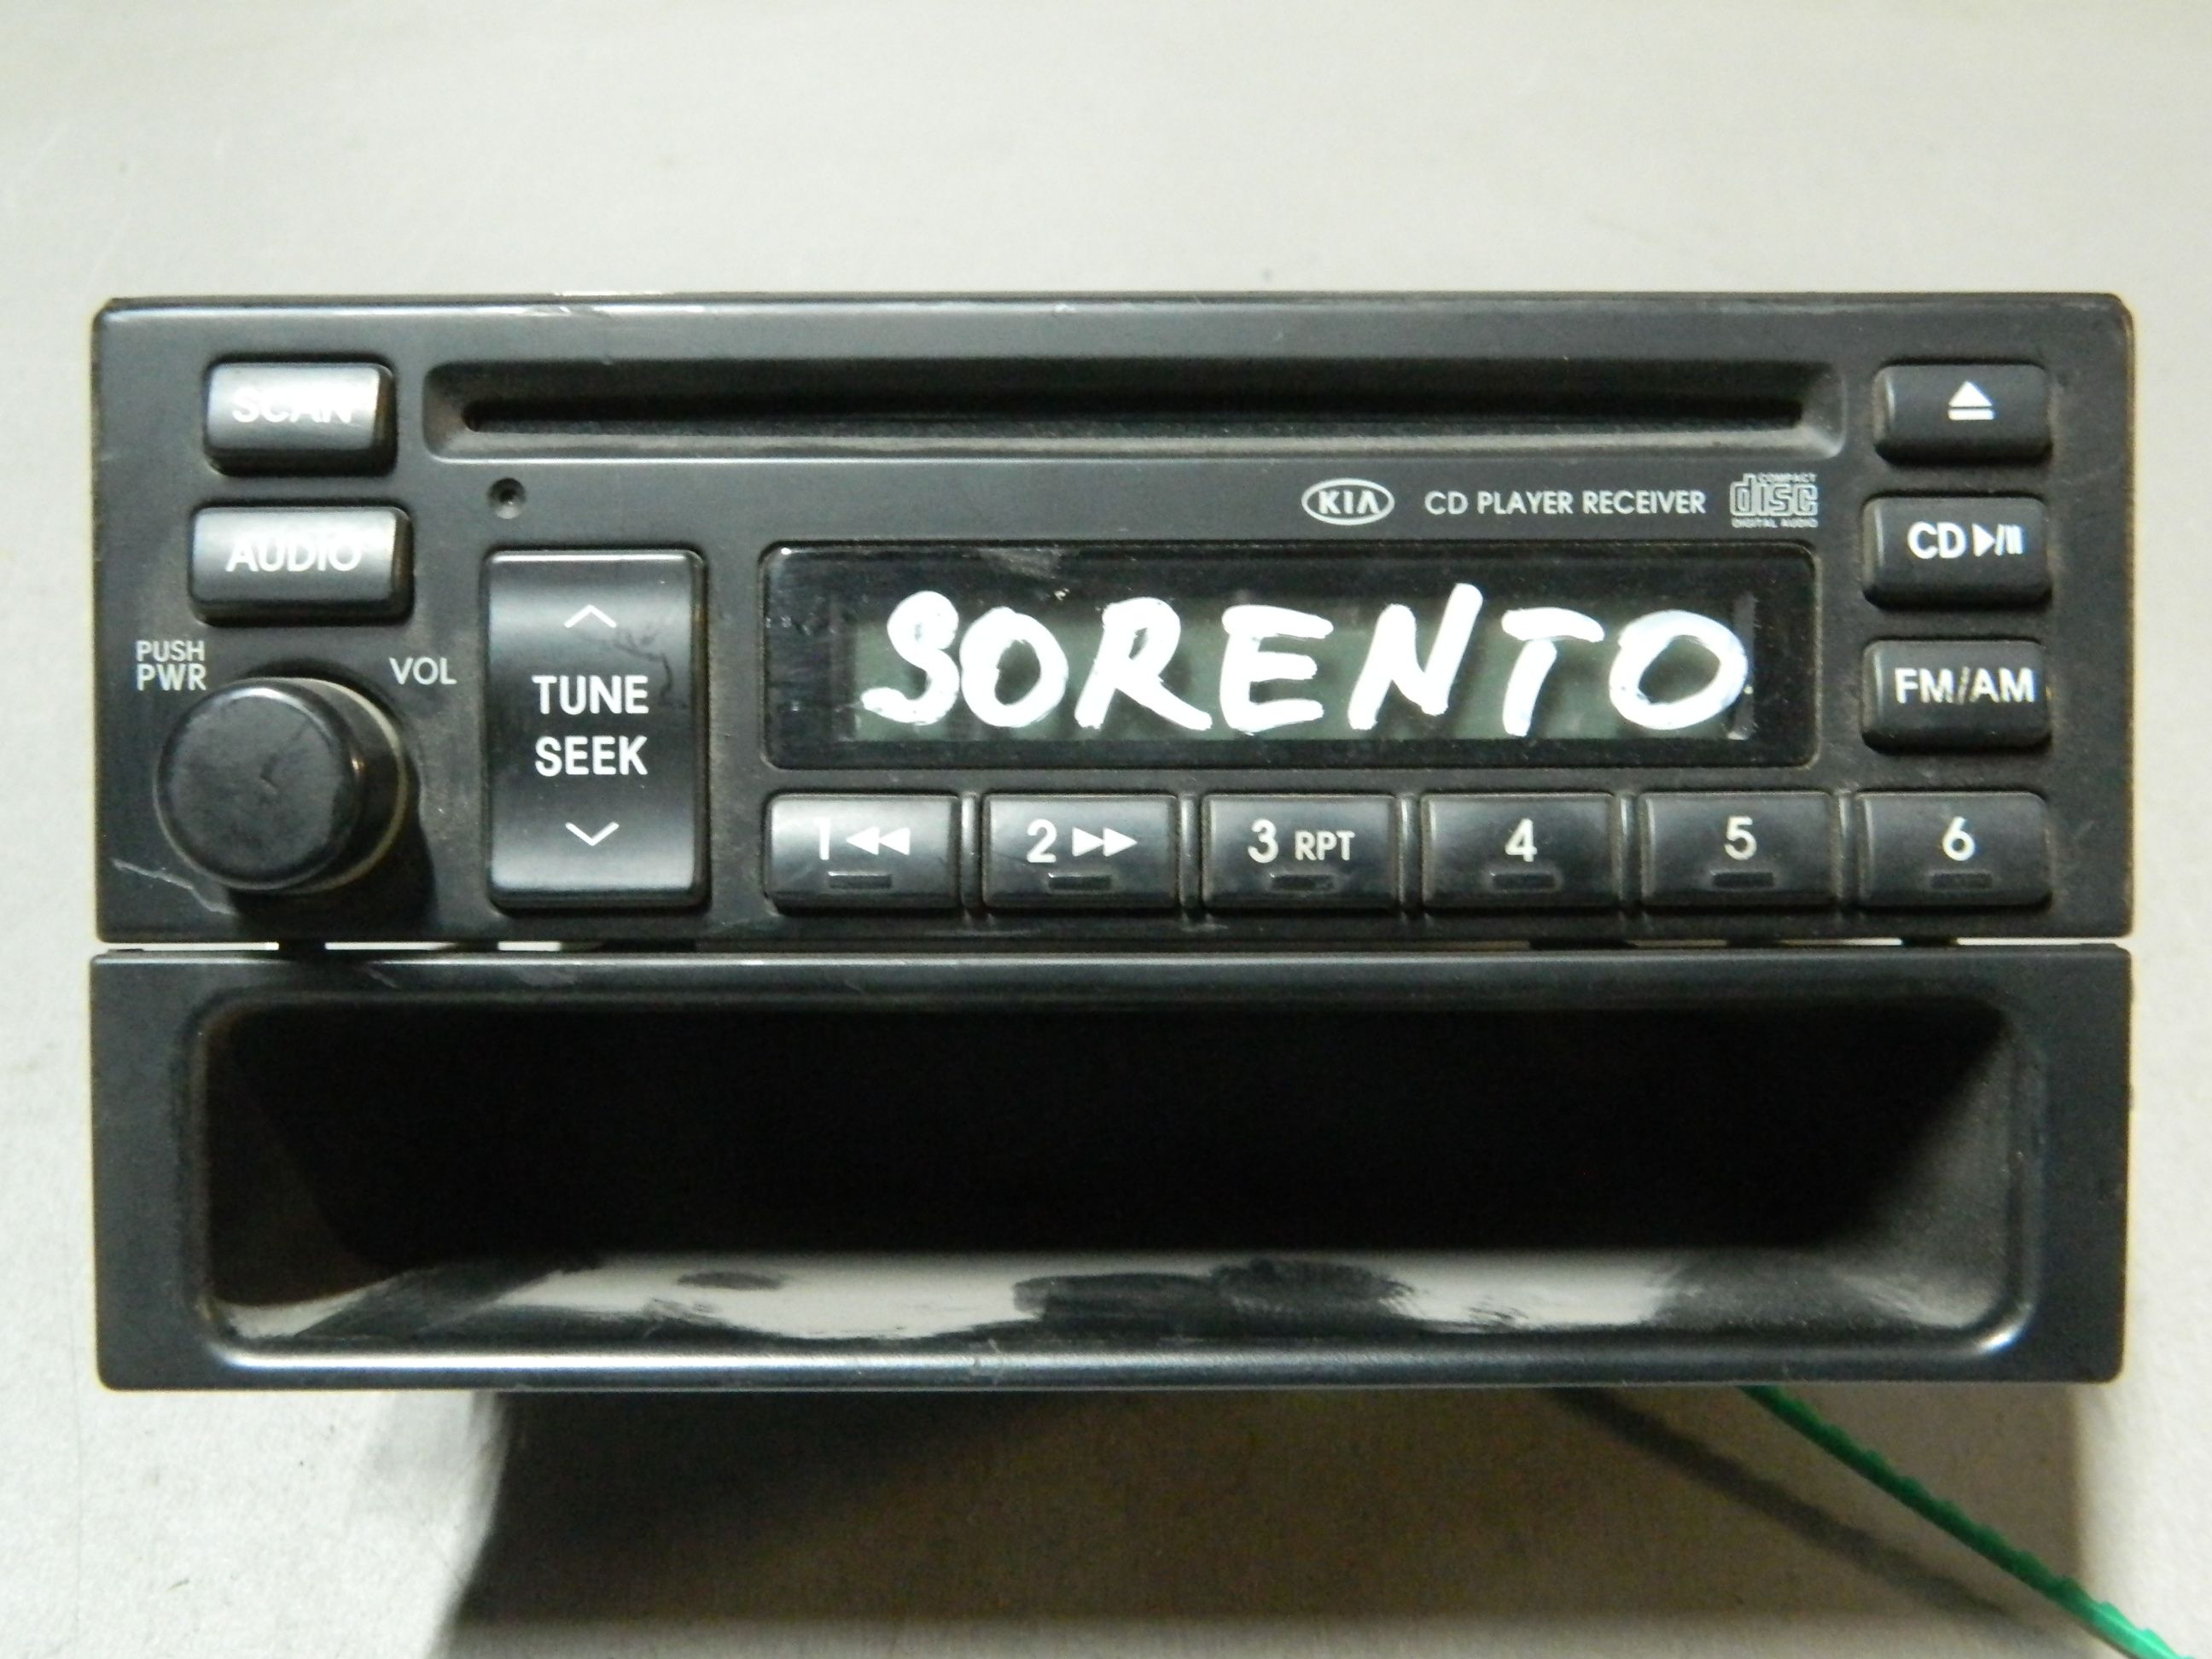 SCAN
AUDIO
PUSH
PWR
VOL
TUNE
SEEK
KIA CD PLAYER RECEIVER
COMPACT
disc
DIGITAL AUDIO
SORENTO
CD
FM/AM
1
2
3 RPT
4
5
6